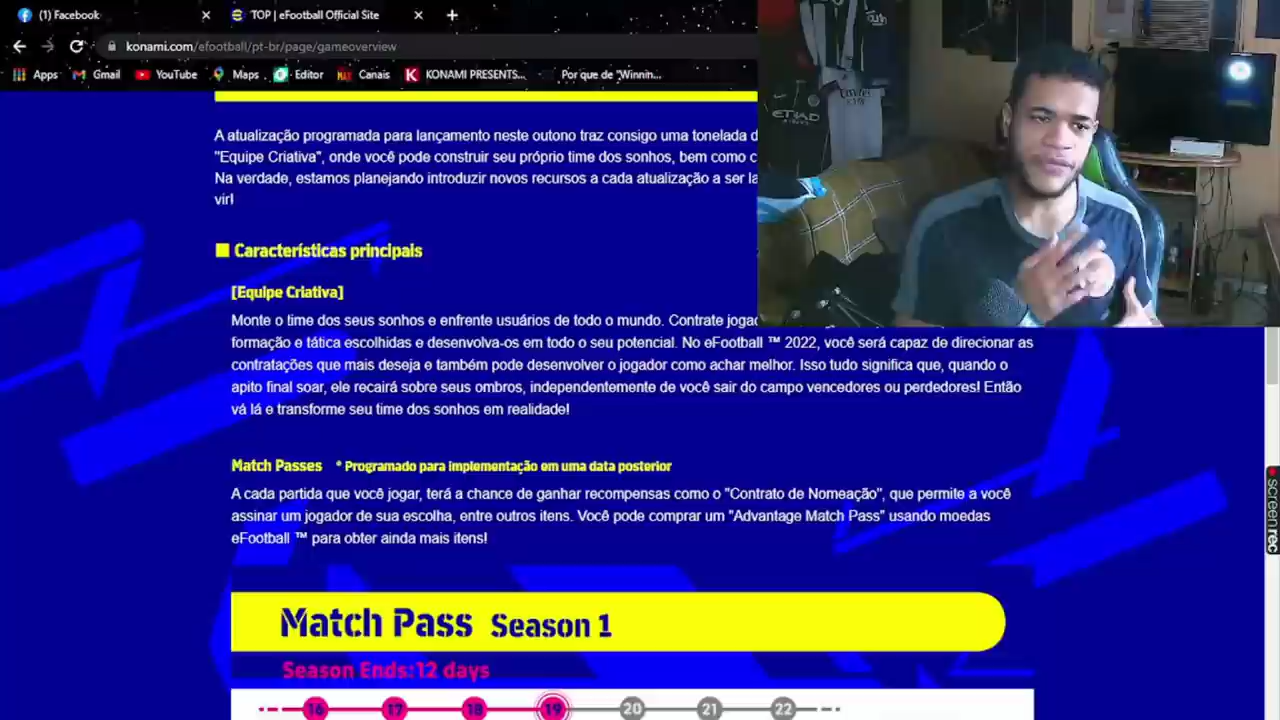 (1) Facebook
TOP | eFootball Official Site
konami.com/efootball/pt-br/page/gameoverview
Apps Gmail YouTube Maps Editor Canais KONAMI PRESENTS... Por que de "Winnin...
A atualização programada para lançamento neste outono traz consigo uma tonelada d
"Equipe Criativa", onde você pode construir seu próprio time dos sonhos, bem como c
Na verdade, estamos planejando introduzir novos recursos a cada atualização a ser la
vir!
Características principais
[Equipe Criativa]
Monte o time dos seus sonhos e enfrente usuários de todo o mundo. Contrate jogad
formação e tática escolhidas e desenvolva-os em todo o seu potencial. No eFootball ™ 2022, você será capaz de direcionar as
contratações que mais deseja e também pode desenvolver o jogador como achar melhor. Isso tudo significa que, quando o
apito final soar, ele recairá sobre seus ombros, independentemente de você sair do campo vencedores ou perdedores! Então
vá lá e transforme seu time dos sonhos em realidade!
Match Passes * Programado para implementação em uma data posterior
A cada partida que você jogar, terá a chance de ganhar recompensas como o "Contrato de Nomeação", que permite a você
assinar um jogador de sua escolha, entre outros itens. Você pode comprar um "Advantage Match Pass" usando moedas
eFootball ™ para obter ainda mais itens!
Match Pass Season 1
Season Ends:12 days
16 17 18 19 20 21 22
screenrec
ETIHAD